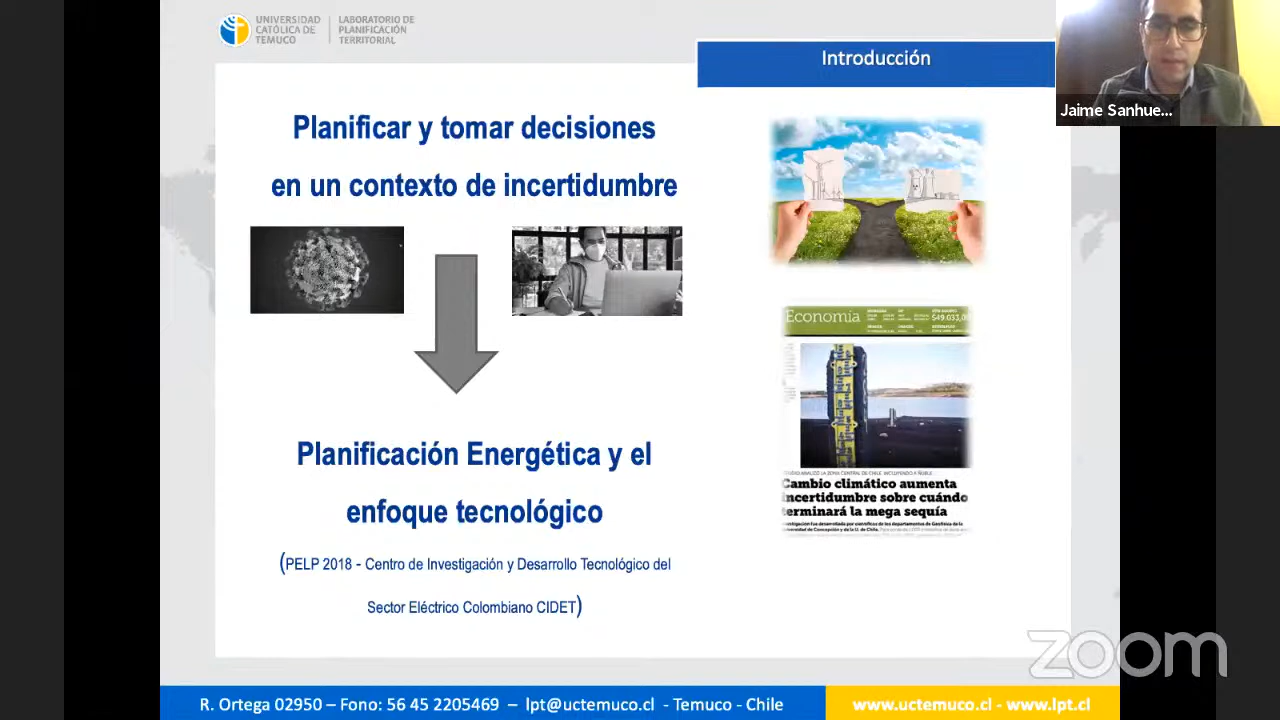 UNIVERSIDAD
CATÓLICA DE
TEMUCO
LABORATORIO DE
PLANIFICACIÓN
TERRITORIAL
Introducción
Jaime Sanhue...
Planificar y tomar decisiones
en un contexto de incertidumbre
Economía
$49.033,0
Cambio climático aumenta
incertidumbre sobre cuándo
terminará la mega sequía
Planificación Energética y el
enfoque tecnológico
(PELP 2018 - Centro de Investigación y Desarrollo Tecnológico del
Sector Eléctrico Colombiano CIDET)
zoom
R. Ortega 02950 – Fono: 56 45 2205469 – lpt@uctemuco.cl - Temuco - Chile
www.uctemuco.cl - www.lpt.cl